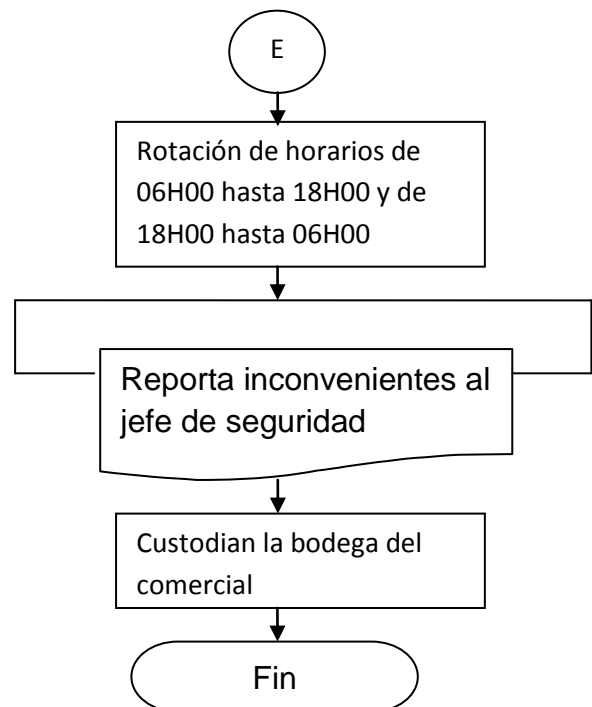 E
Rotación de horarios de
06H00 hasta 18H00 y de
18H00 hasta 06H00
Reporta inconvenientes al
jefe de seguridad
Custodian la bodega del
comercial
Fin